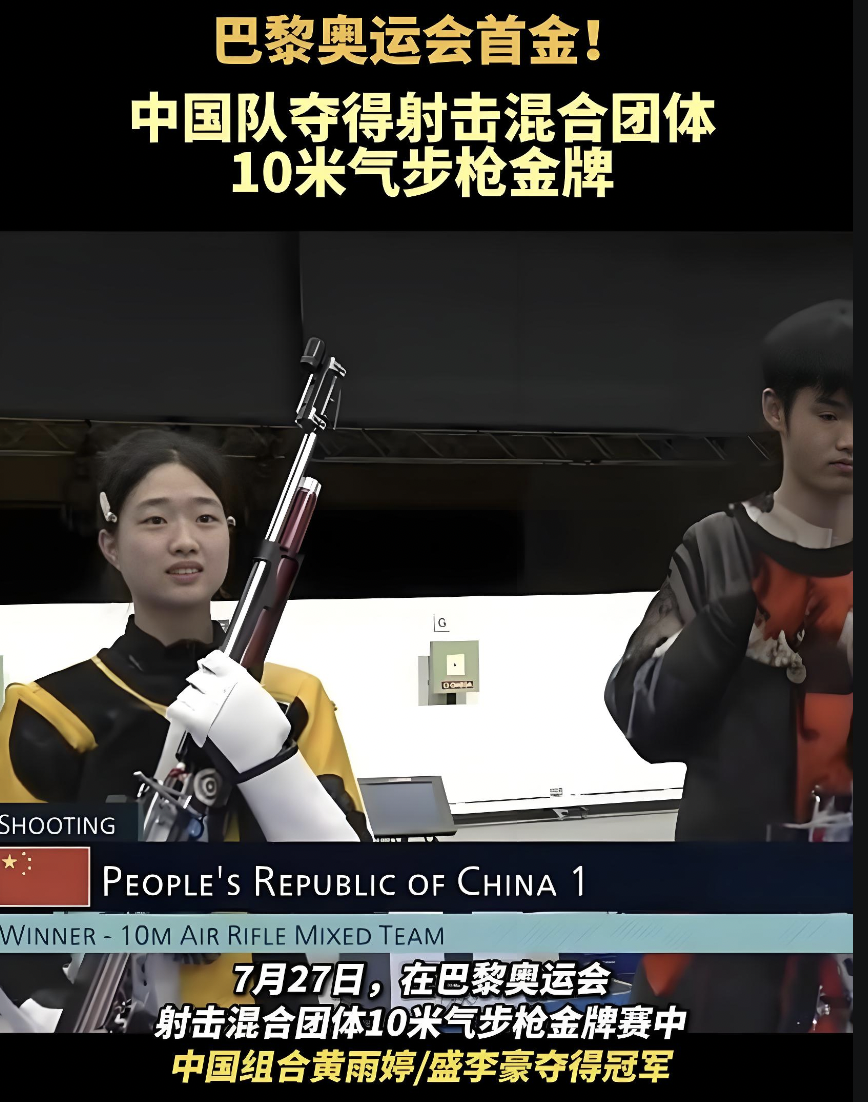 巴黎奥运会首金！
中国队夺得射击混合团体
10米气步枪金牌
G
Ω OMEGA
SHOOTING
PEOPLE'S REPUBLIC OF CHINA 1
WINNER - 10M AIR RIFLE MIXED TEAM
7月27日，在巴黎奥运会
射击混合团体10米气步枪金牌赛中
中国组合黄雨婷/盛李豪夺得冠军